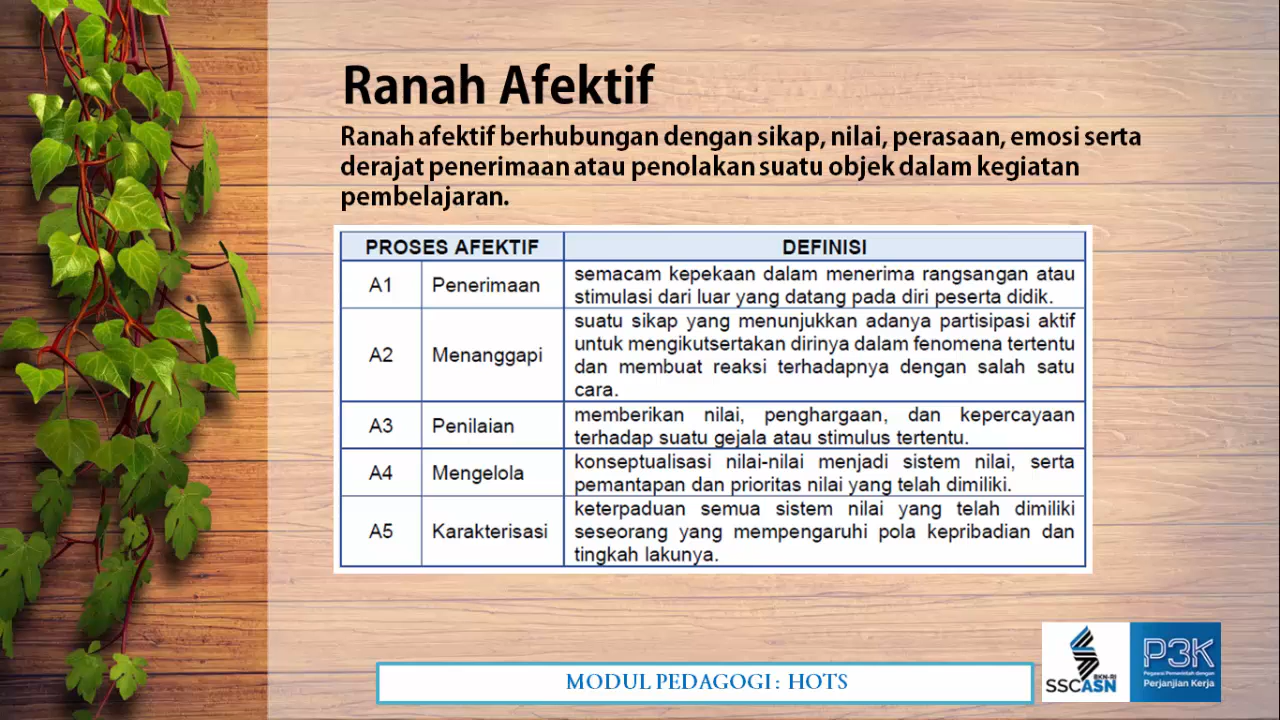 Ranah Afektif
Ranah afektif berhubungan dengan sikap, nilai, perasaan, emosi serta
derajat penerimaan atau penolakan suatu objek dalam kegiatan
pembelajaran.
PROSES AFEKTIF DEFINISI
A1 Penerimaan semacam kepekaan dalam menerima rangsangan atau
stimulasi dari luar yang datang pada diri peserta didik.
A2 Menanggapi suatu sikap yang menunjukkan adanya partisipasi aktif
untuk mengikutsertakan dirinya dalam fenomena tertentu
dan membuat reaksi terhadapnya dengan salah satu
cara.
A3 Penilaian memberikan nilai, penghargaan, dan kepercayaan
terhadap suatu gejala atau stimulus tertentu.
A4 Mengelola konseptualisasi nilai-nilai menjadi sistem nilai, serta
pemantapan dan prioritas nilai yang telah dimiliki.
A5 Karakterisasi keterpaduan semua sistem nilai yang telah dimiliki
seseorang yang mempengaruhi pola kepribadian dan
tingkah lakunya.
MODUL PEDAGOGI : HOTS
BKN-RI
SSCASN
P3K
Pegawai Pemerintah dengan
Perjanjian Kerja